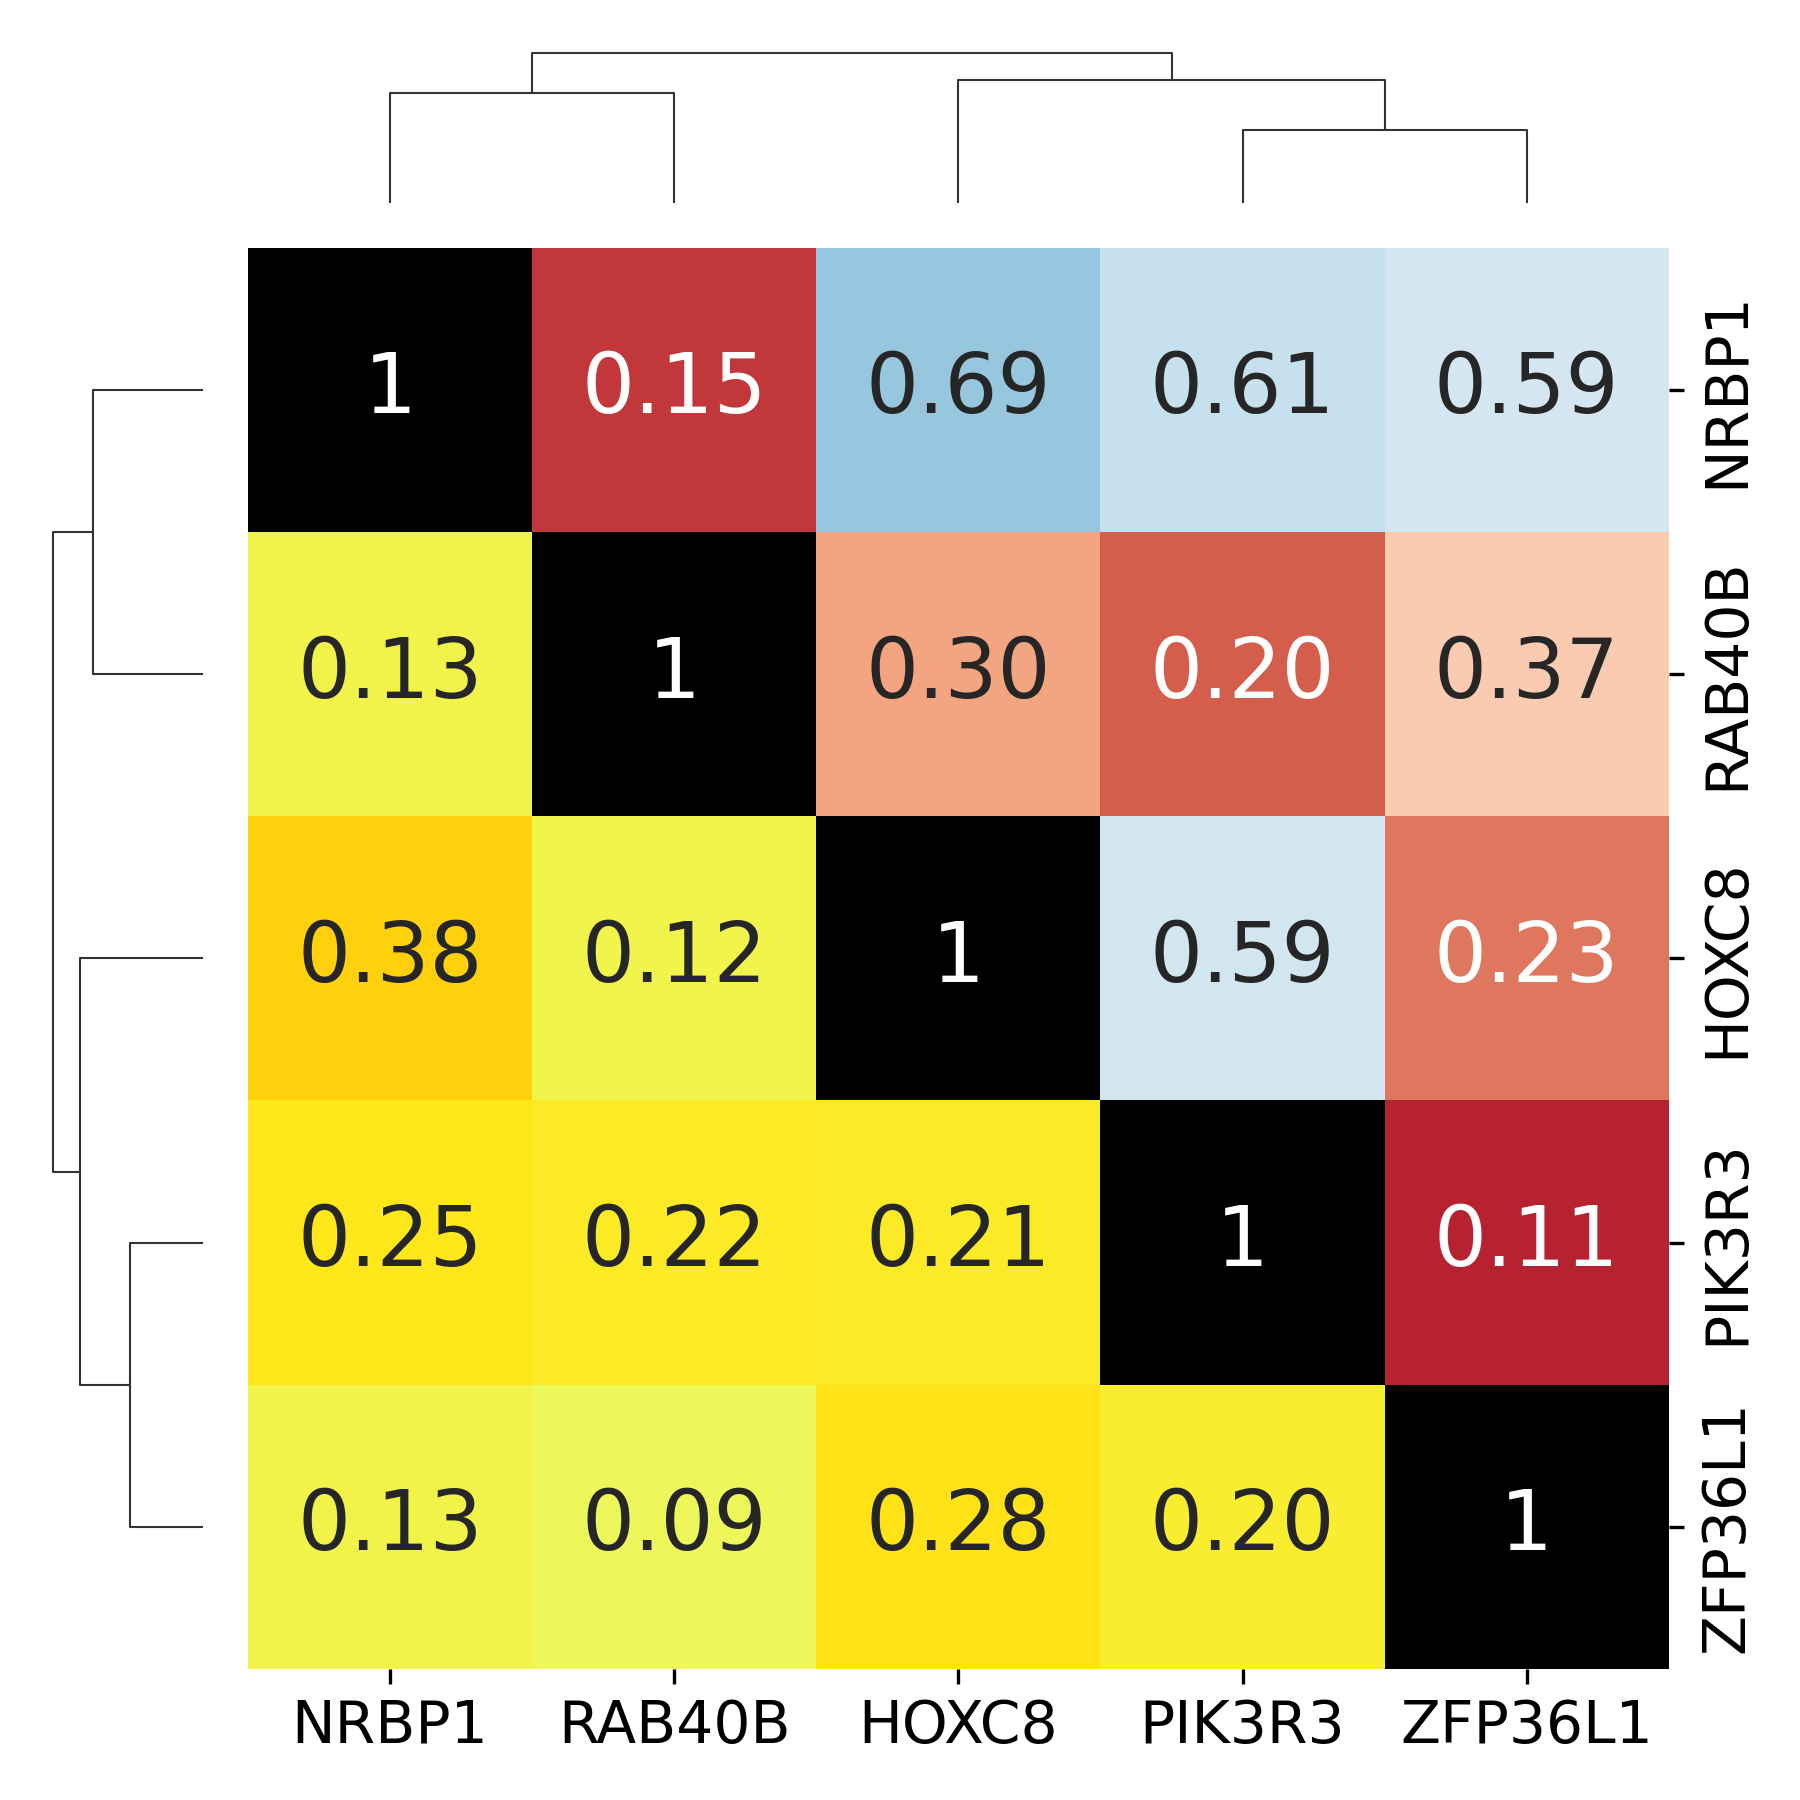 1 0.15 0.69 0.61 0.59 NRBP1
0.13 1 0.30 0.20 0.37 RAB40B
0.38 0.12 1 0.59 0.23 HOXC8
0.25 0.22 0.21 1 0.11 PIK3R3
0.13 0.09 0.28 0.20 1 ZFP36L1
NRBP1 RAB40B HOXC8 PIK3R3 ZFP36L1